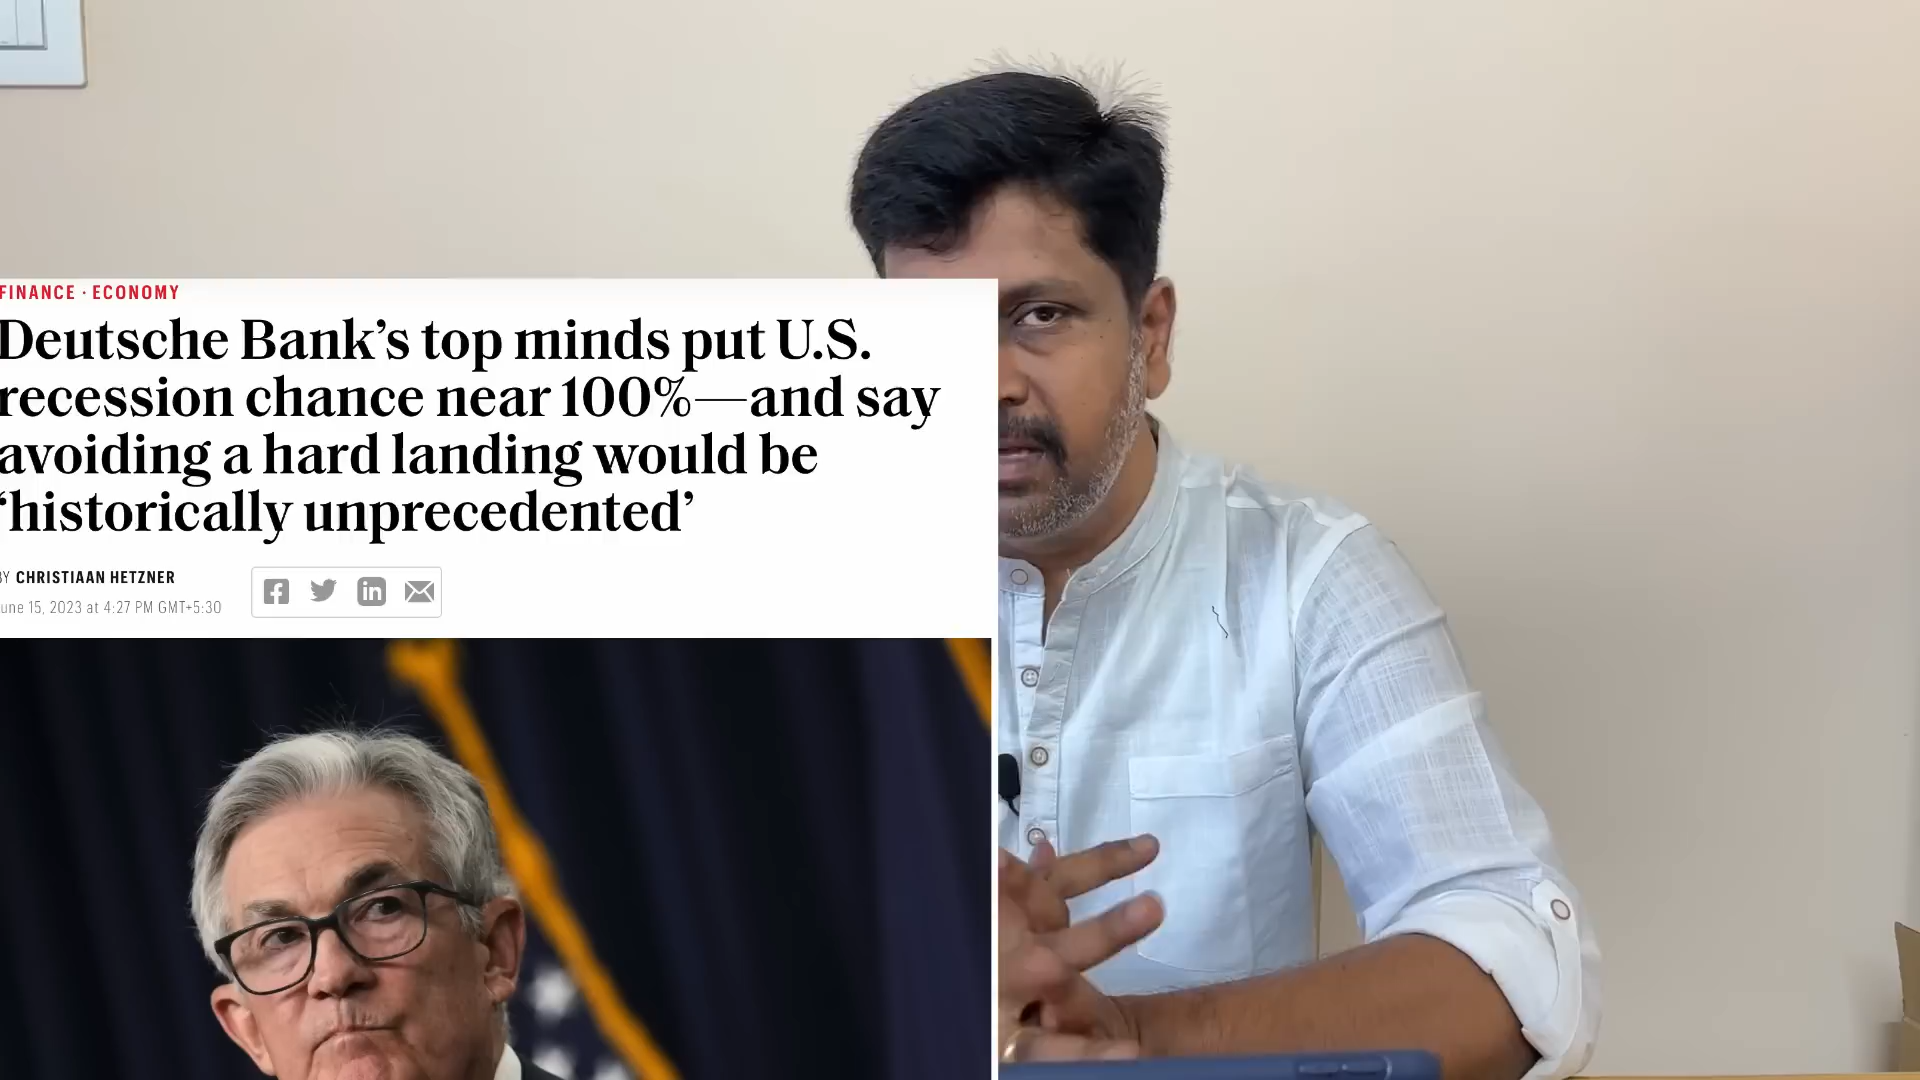 FINANCE · ECONOMY
Deutsche Bank’s top minds put U.S.
recession chance near 100%—and say
avoiding a hard landing would be
‘historically unprecedented’
BY CHRISTIAAN HETZNER
une 15, 2023 at 4:27 PM GMT+5:30